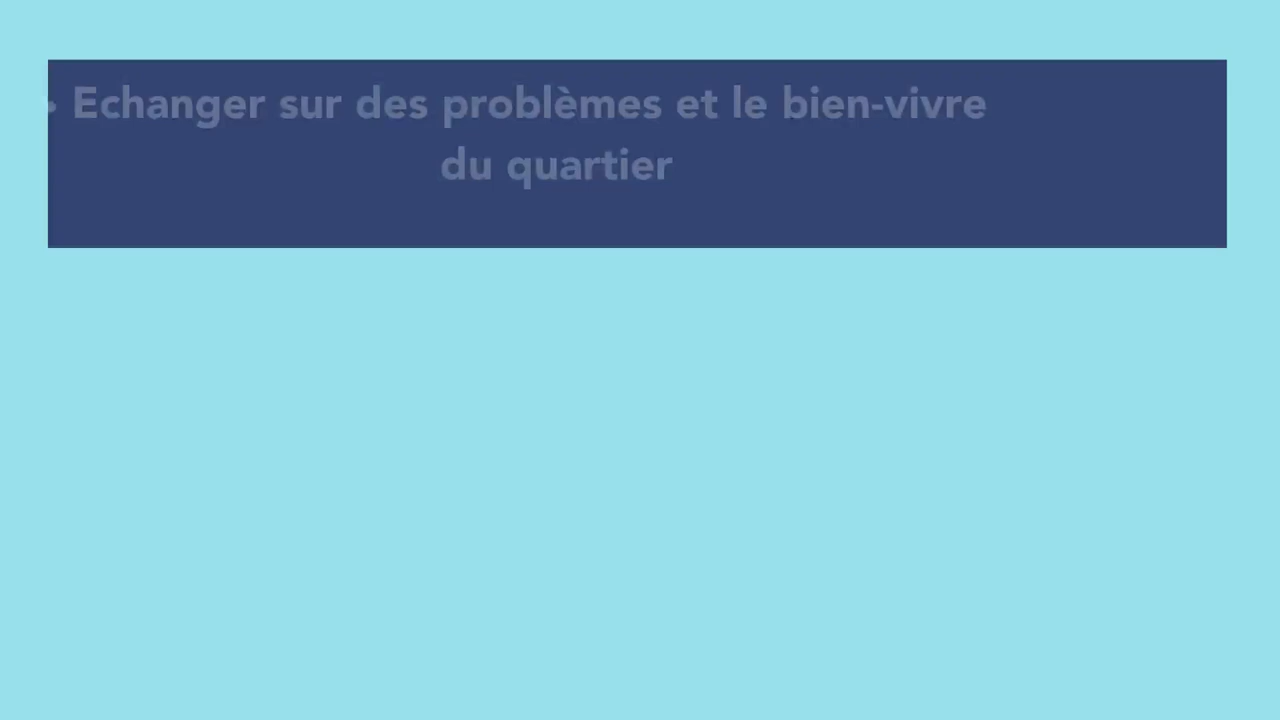 • Echanger sur des problèmes et le bien-vivre
du quartier